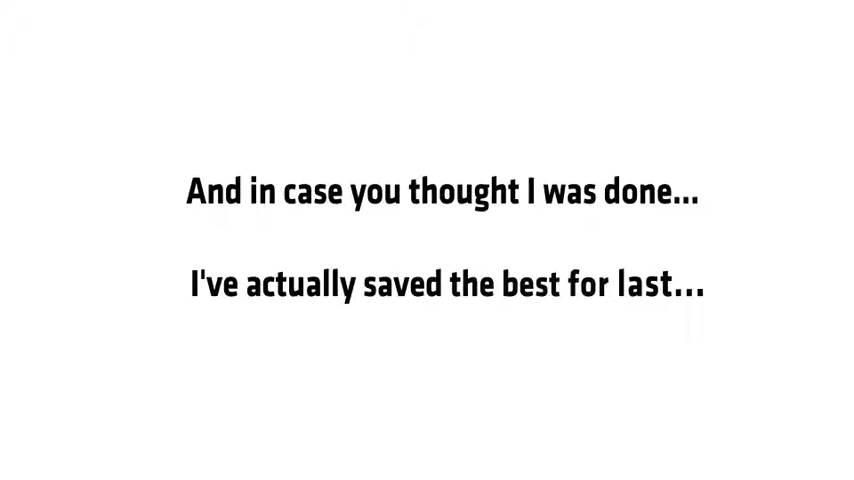 And in case you thought I was done...
I've actually saved the best for last...